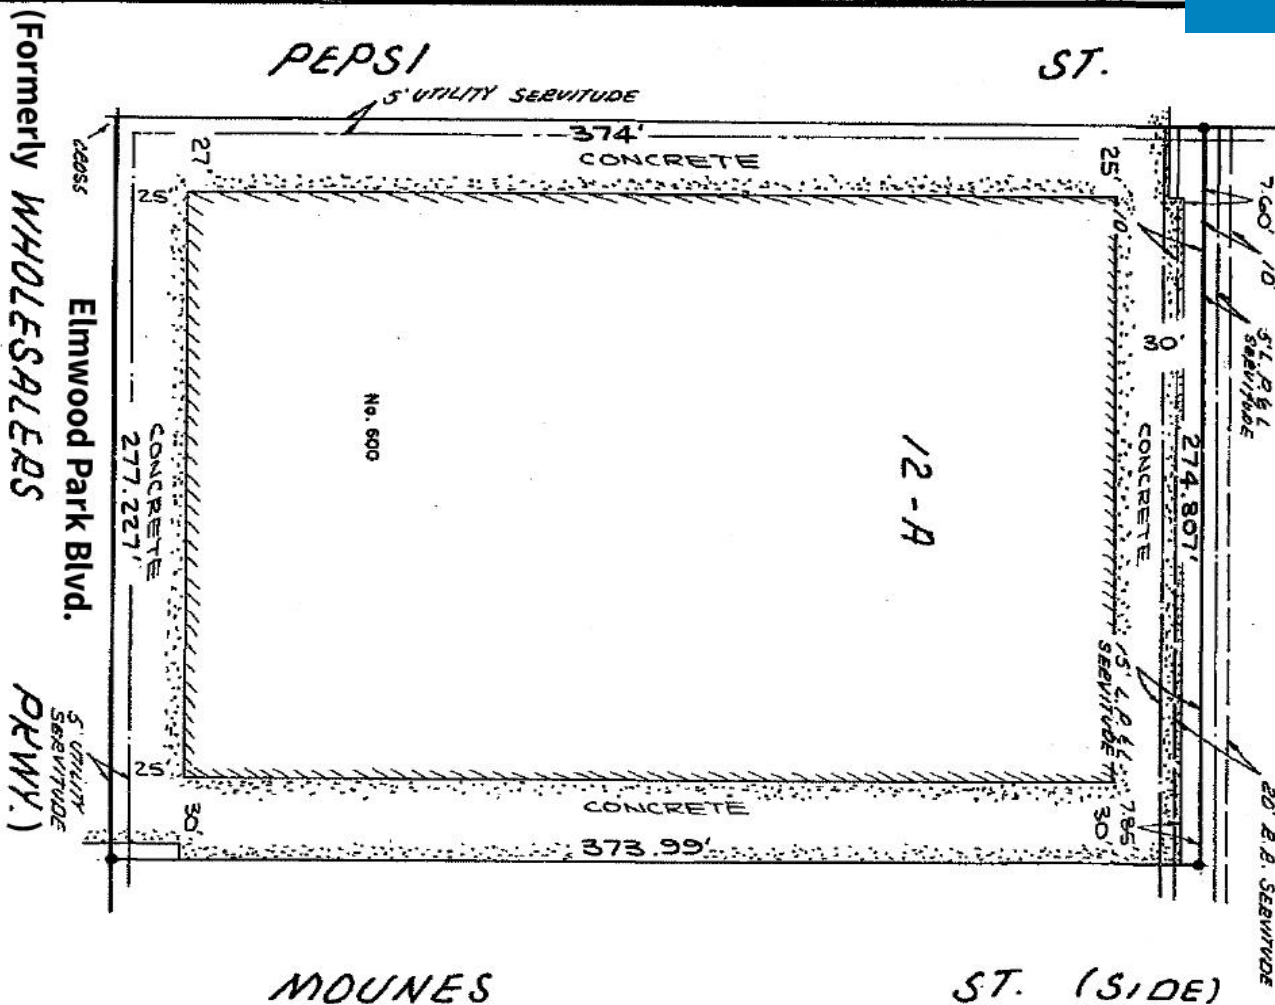 PEPSI ST.
5' UTILITY SERVITUDE
374'
CONCRETE
27
25'
25'
CROSS
7.60'
10'
10'
5' L.P. & L
SERVITUDE
30'
(Formerly WHOLESALERS PKWY.)
Elmwood Park Blvd.
CONCRETE
277.227'
No. 600
12-A
CONCRETE
274.807'
15' L.P. & L
SERVITUDE
5' UTILITY
SERVITUDE
25'
30'
CONCRETE
373.99'
30'
7.85
20' R.R. SERVITUDE
MOUNES ST. (SIDE)